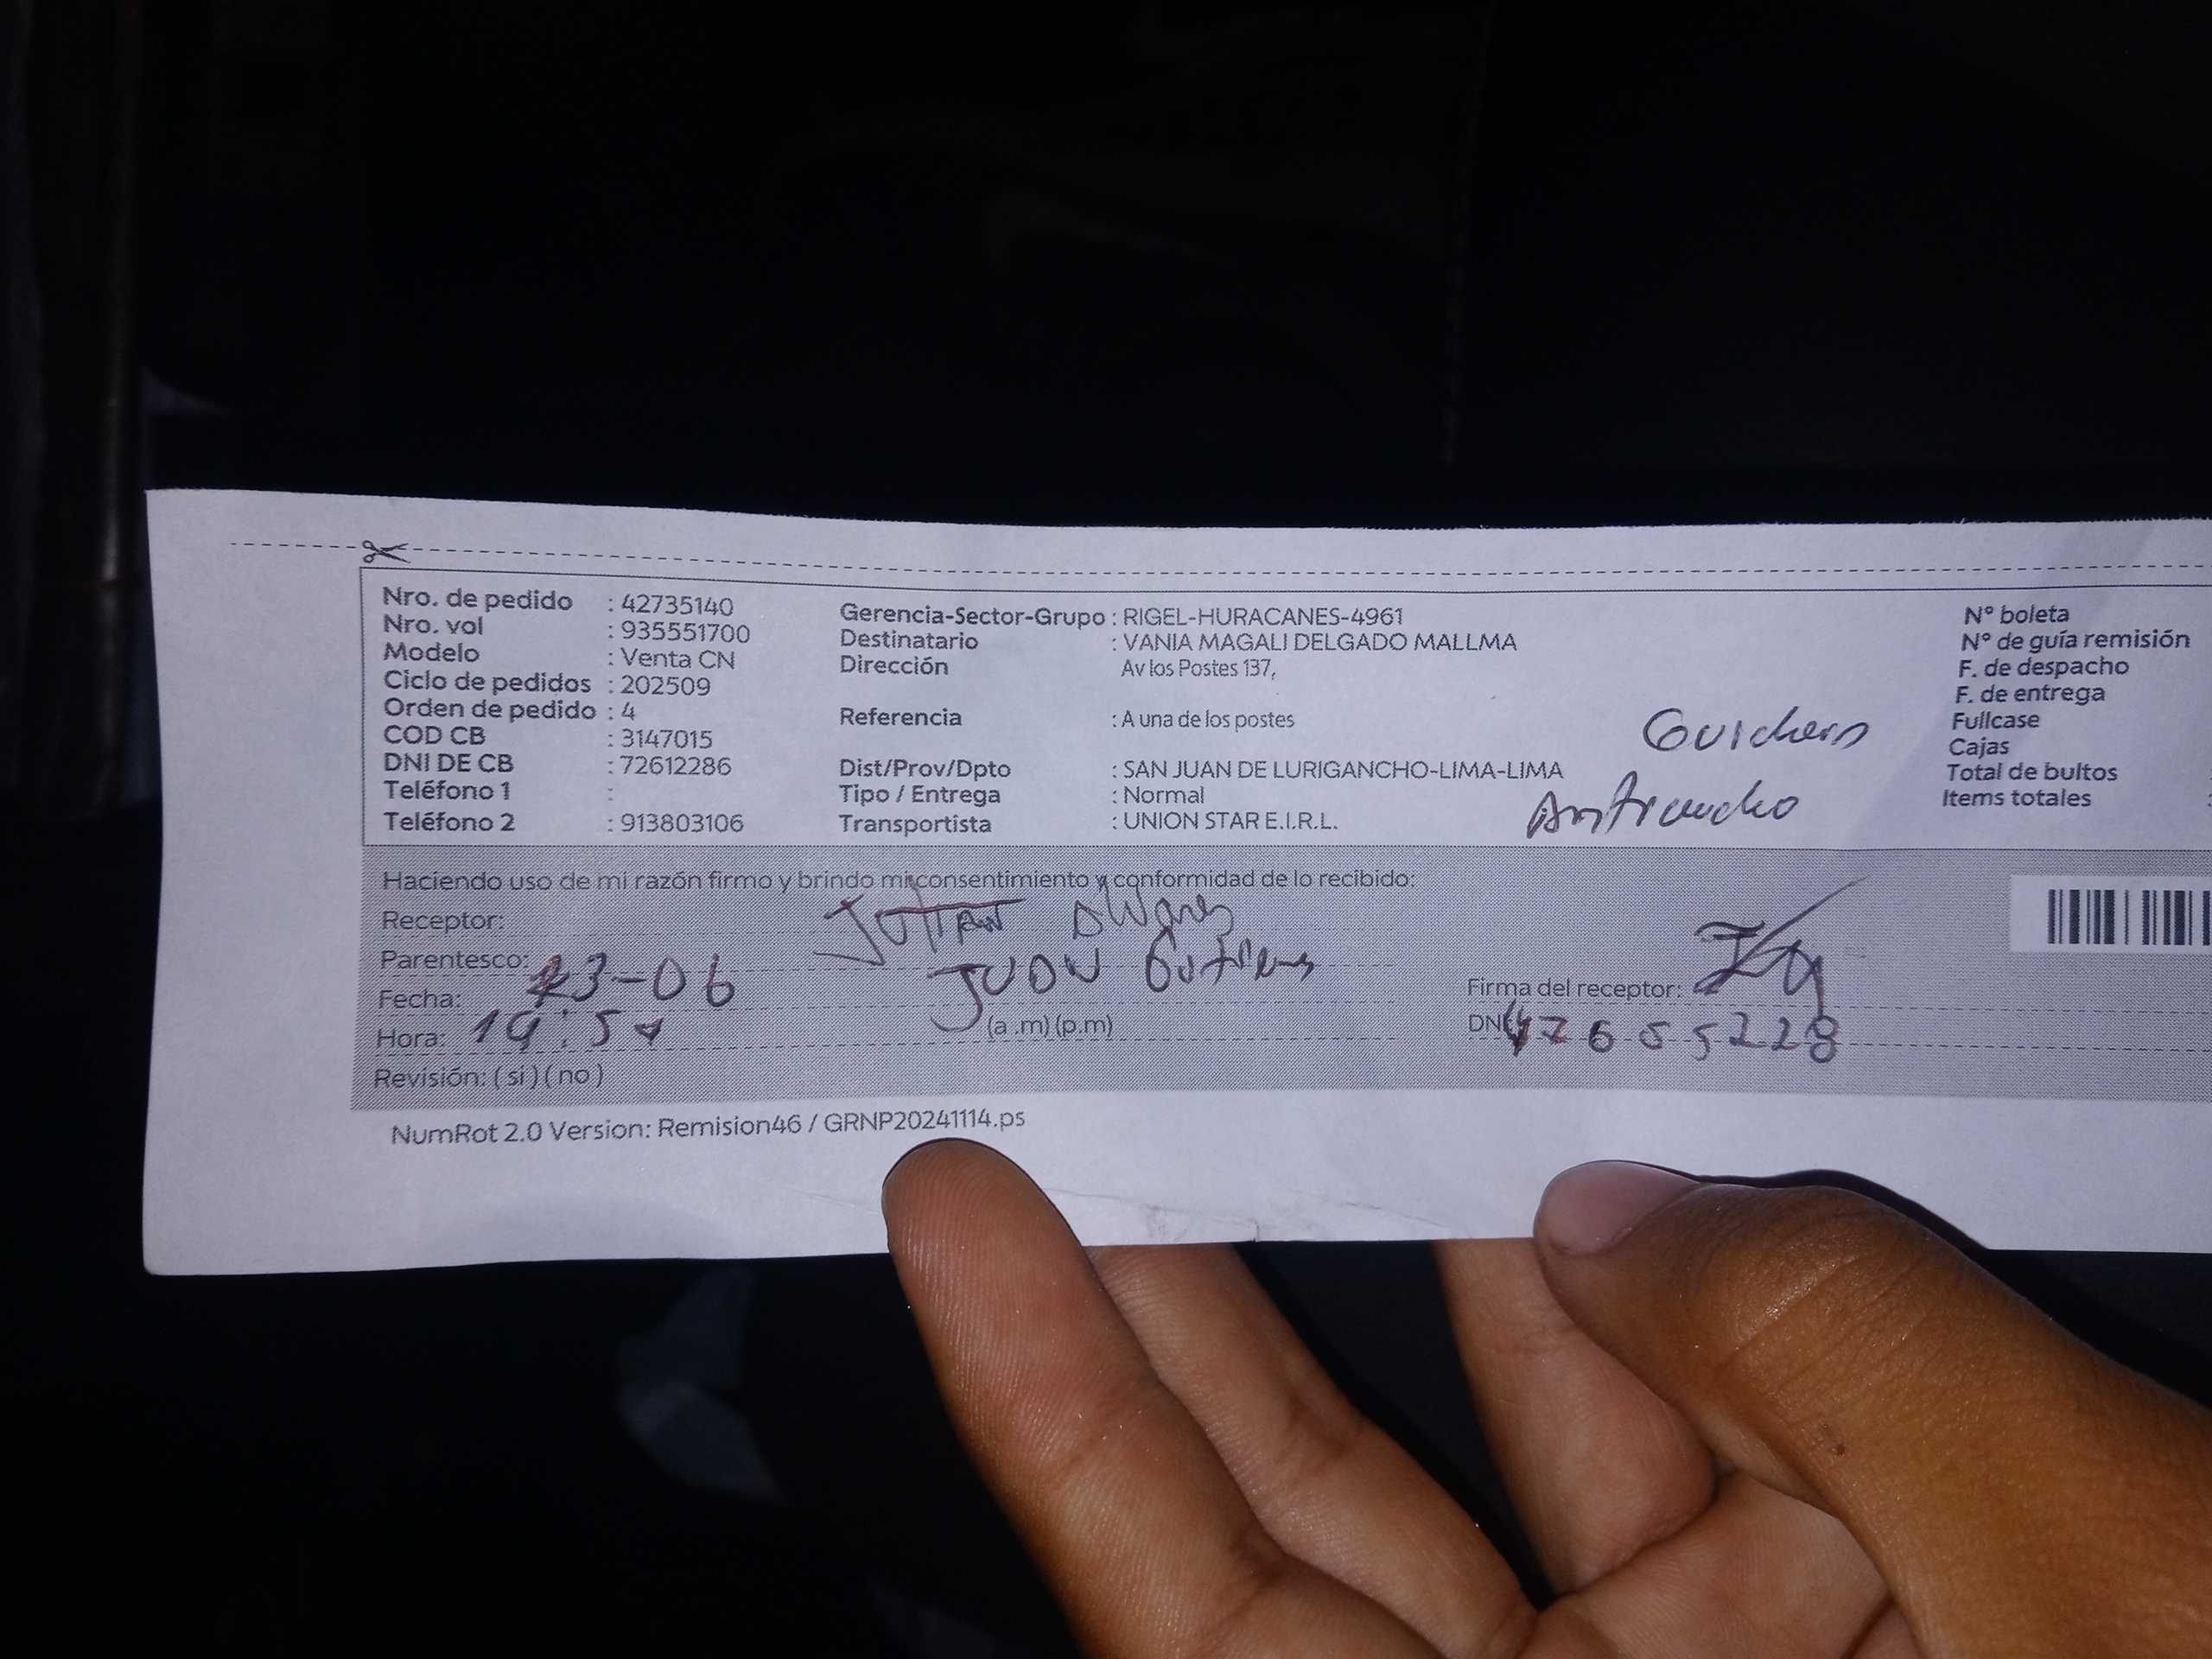 Nro. de pedido : 42735140
Nro. vol : 935551700
Modelo : Venta CN
Ciclo de pedidos : 202509
Orden de pedido : 4
COD CB : 3147015
DNI DE CB : 72612286
Teléfono 1 :
Teléfono 2 : 913803106
Gerencia-Sector-Grupo : RIGEL-HURACANES-4961
Destinatario : VANIA MAGALI DELGADO MALLMA
Dirección Av los Postes 137,
Referencia : A una de los postes
Dist/Prov/Dpto : SAN JUAN DE LURIGANCHO-LIMA-LIMA
Tipo / Entrega : Normal
Transportista : UNION STAR E.I.R.L.
N° boleta
N° de guía remisión
F. de despacho
F. de entrega
Fullcase
Cajas
Total de bultos
Items totales
Haciendo uso de mi razón firmo y brindo mi consentimiento y conformidad de lo recibido:
Receptor:
Parentesco:
Fecha: 23-06
Hora: (a .m) (p.m)
Revisión: ( si ) ( no )
Firma del receptor:
DNI 47655228
NumRot 2.0 Version: Remision46 / GRNP20241114.ps